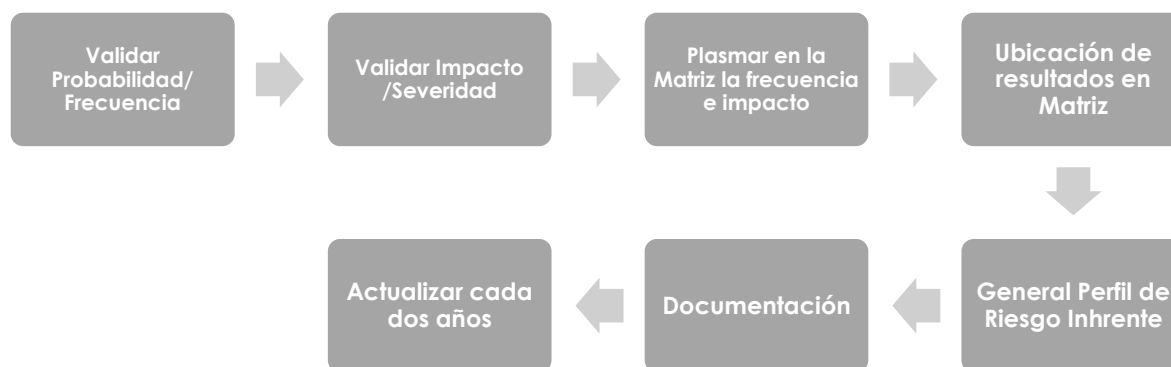 Validar
Probabilidad/
Frecuencia
Validar Impacto
/Severidad
Plasmar en la
Matriz la frecuencia
e impacto
Ubicación de
resultados en
Matriz
General Perfil de
Riesgo Inhrente
Documentación
Actualizar cada
dos años